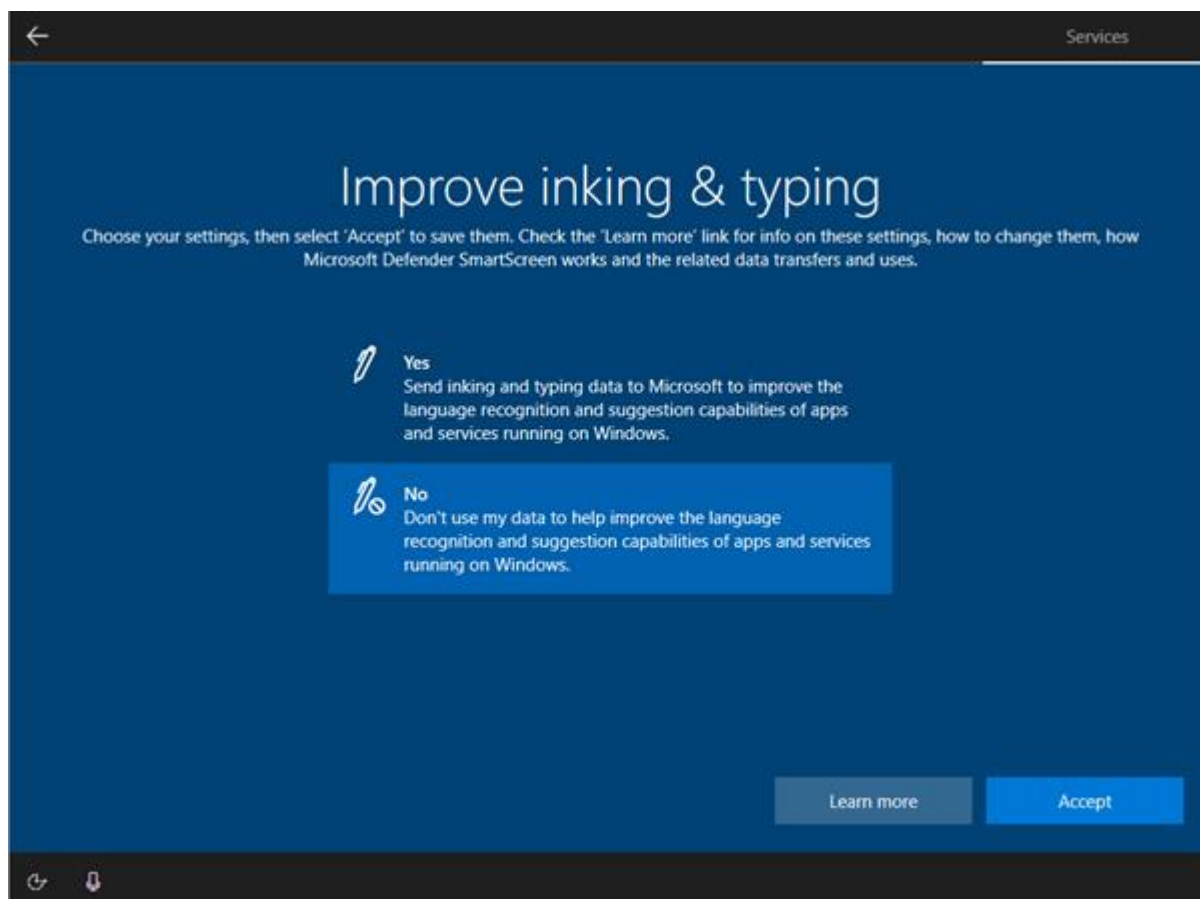 Services
Improve inking & typing
Choose your settings, then select 'Accept' to save them. Check the 'Learn more' link for info on these settings, how to change them, how
Microsoft Defender SmartScreen works and the related data transfers and uses.
Yes
Send inking and typing data to Microsoft to improve the
language recognition and suggestion capabilities of apps
and services running on Windows.
No
Don't use my data to help improve the language
recognition and suggestion capabilities of apps and services
running on Windows.
Learn more
Accept